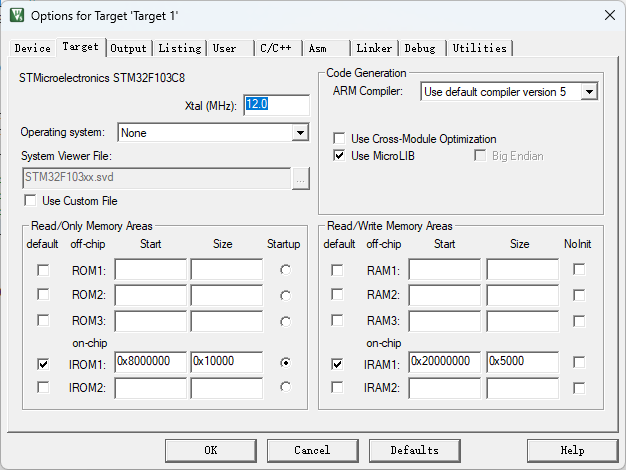 Options for Target 'Target 1'
Device Target Output Listing User C/C++ Asm Linker Debug Utilities
STMicroelectronics STM32F103C8
Xtal (MHz): 12.0
Operating system: None
System Viewer File:
STM32F103xx.svd ...
Use Custom File
Code Generation
ARM Compiler: Use default compiler version 5
Use Cross-Module Optimization
Use MicroLIB Big Endian
Read/Only Memory Areas
default off-chip Start Size Startup
ROM1:
ROM2:
ROM3:
on-chip
IROM1: 0x8000000 0x10000
IROM2:
Read/Write Memory Areas
default off-chip Start Size NoInit
RAM1:
RAM2:
RAM3:
on-chip
IRAM1: 0x20000000 0x5000
IRAM2:
OK Cancel Defaults Help